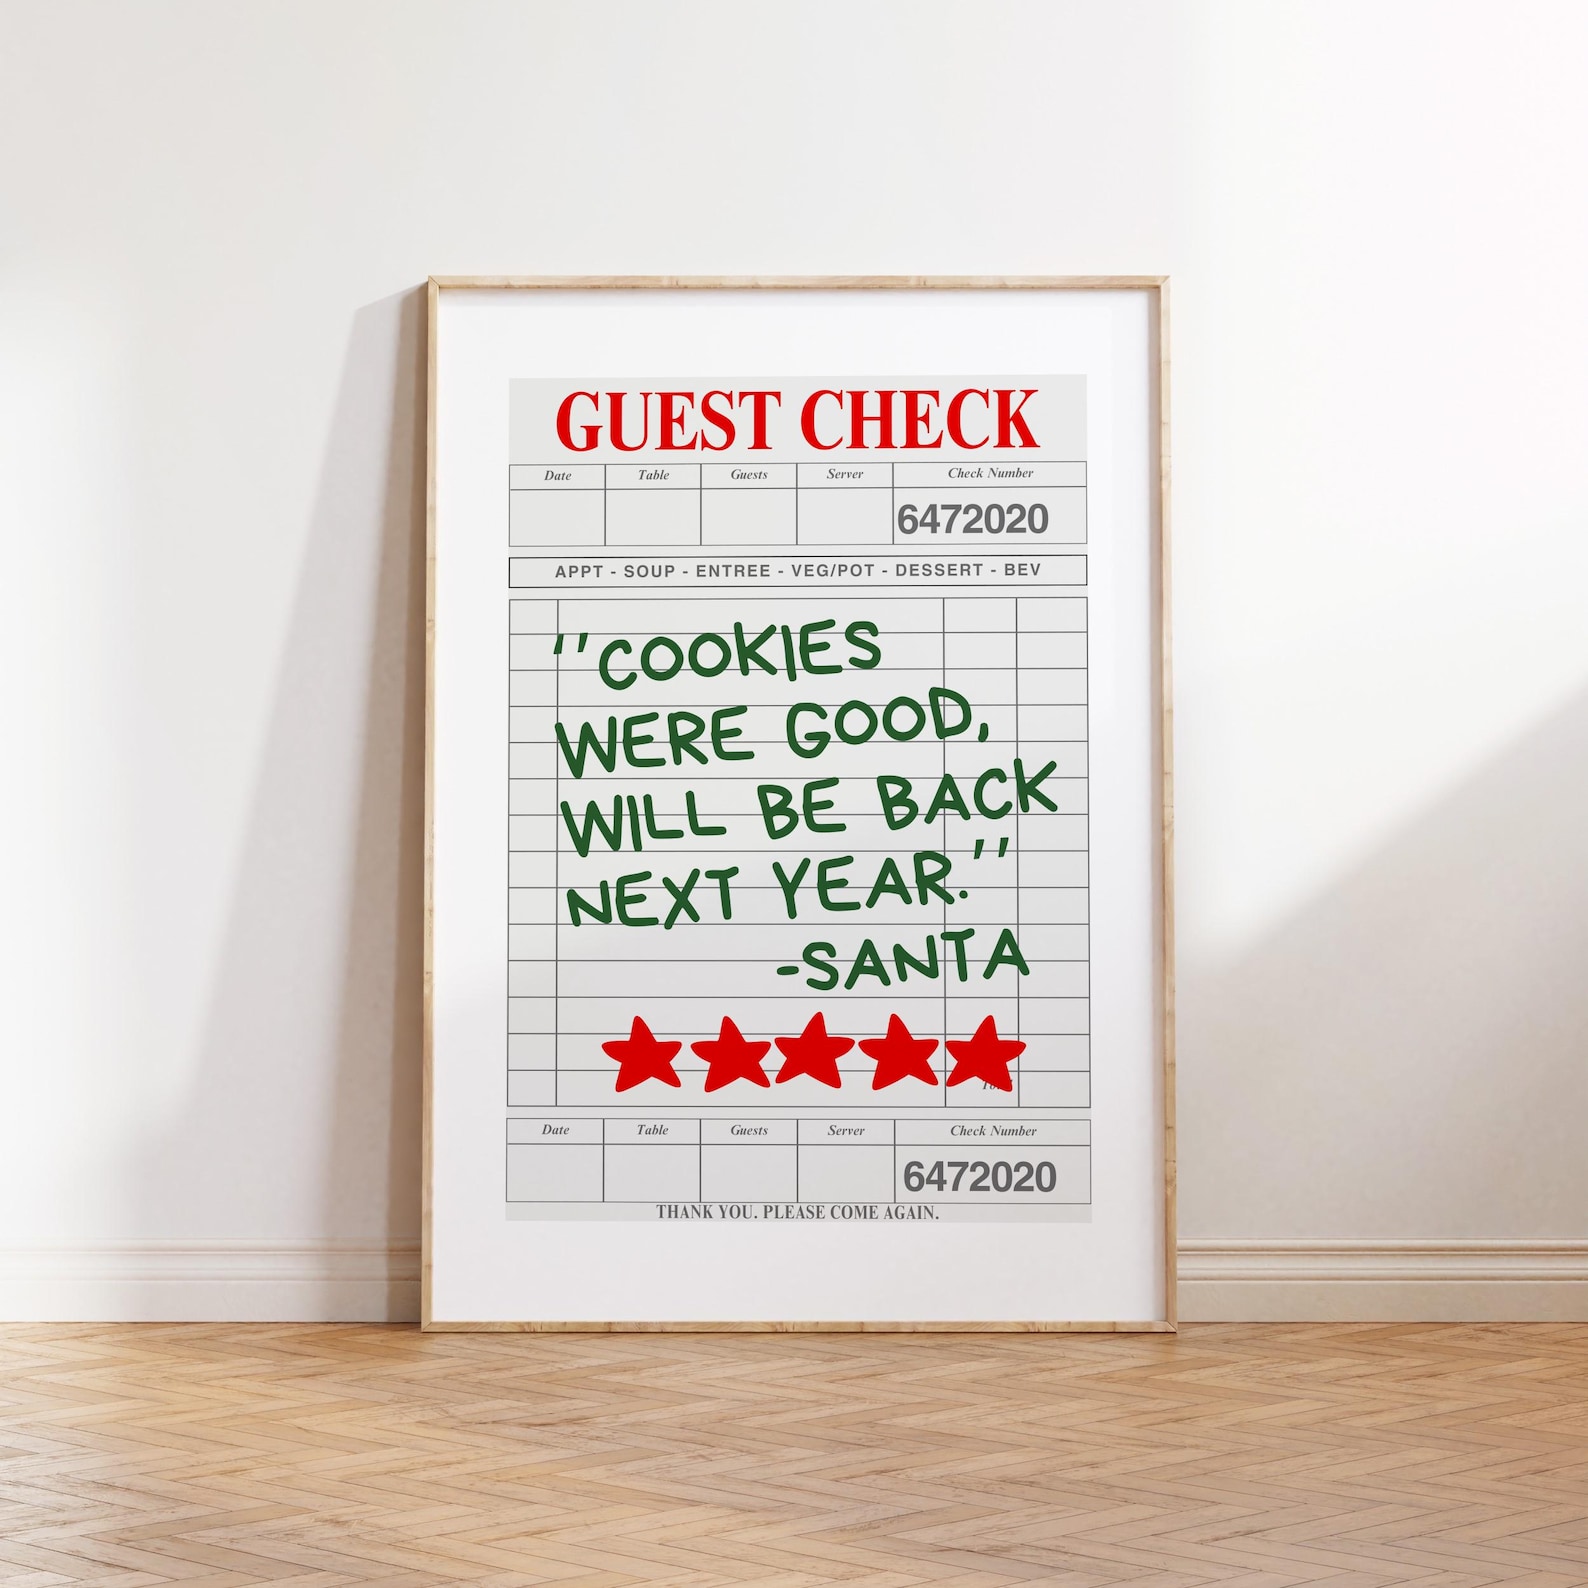 GUEST CHECK
Date Table Guests Server Check Number
6472020
APPT - SOUP - ENTREE - VEG/POT - DESSERT - BEV
"COOKIES
WERE GOOD,
WILL BE BACK
NEXT YEAR."
-SANTA
Date Table Guests Server Check Number
6472020
THANK YOU. PLEASE COME AGAIN.